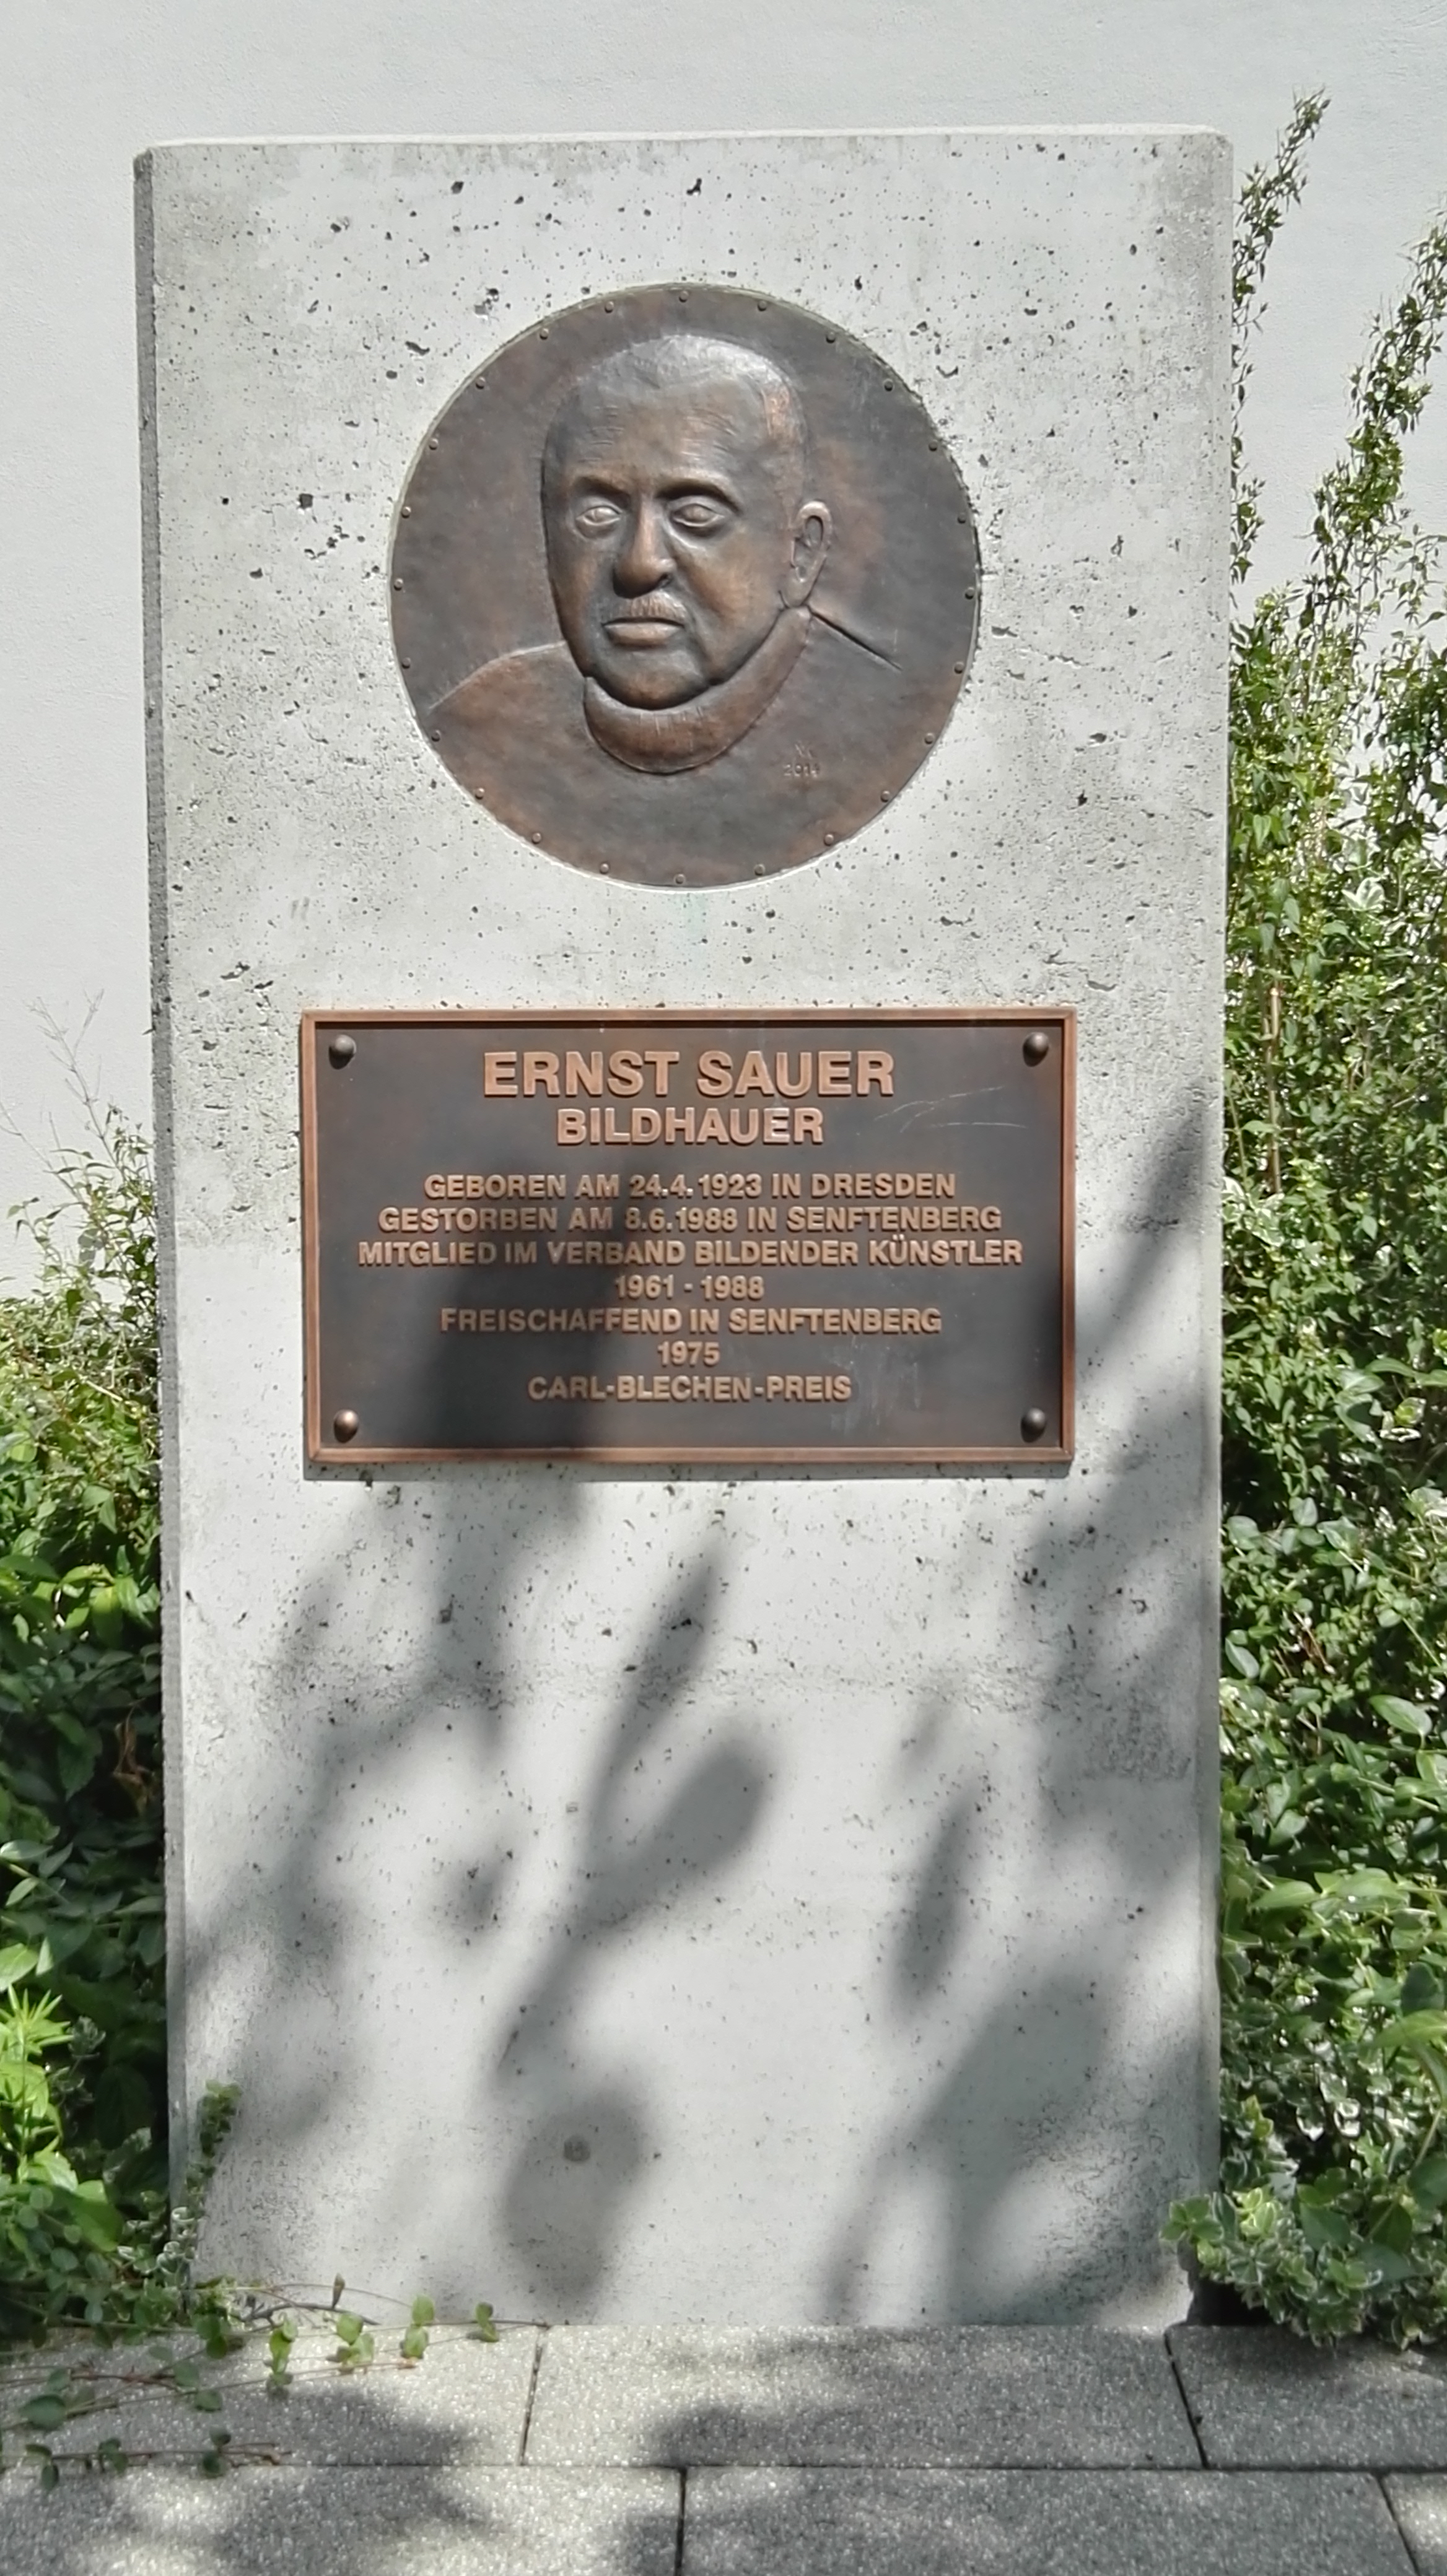 ERNST SAUER
BILDHAUER
GEBOREN AM 24.4.1923 IN DRESDEN
GESTORBEN AM 8.6.1988 IN SENFTENBERG
MITGLIED IM VERBAND BILDENDER KÜNSTLER
1961 - 1988
FREISCHAFFEND IN SENFTENBERG
1975
CARL-BLECHEN-PREIS